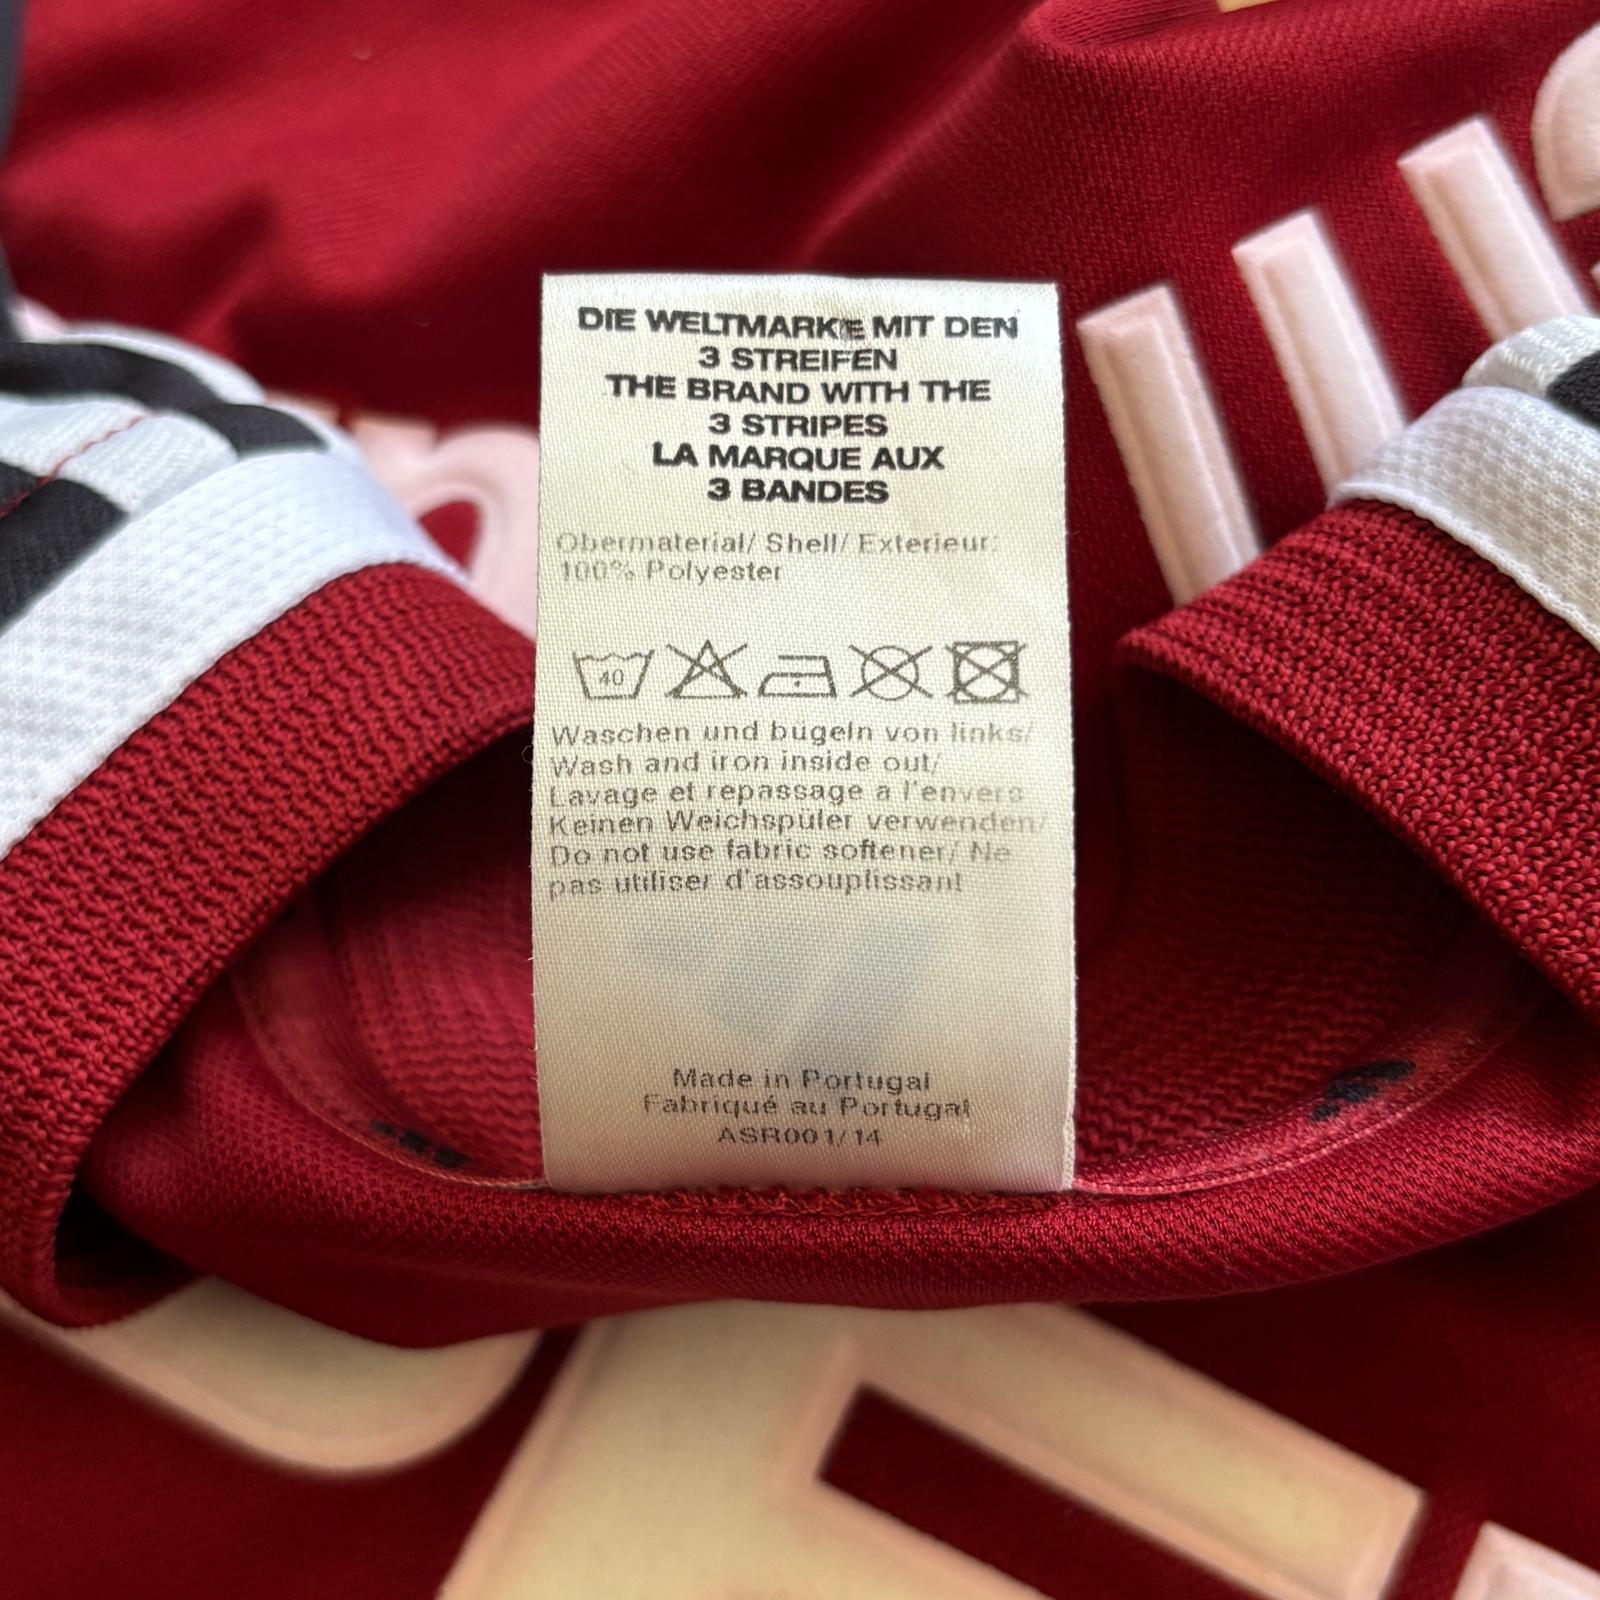 DIE WELTMARKE MIT DEN
3 STREIFEN
THE BRAND WITH THE
3 STRIPES
LA MARQUE AUX
3 BANDES
Obermaterial/ Shell/ Exterieur:
100% Polyester
40
Waschen und bügeln von links/
Wash and iron inside out/
Lavage et repassage a l'envers
Keinen Weichspüler verwenden/
Do not use fabric softener/ Ne
pas utiliser d'assouplissant
Made in Portugal
Fabriqué au Portugal
ASR001/14